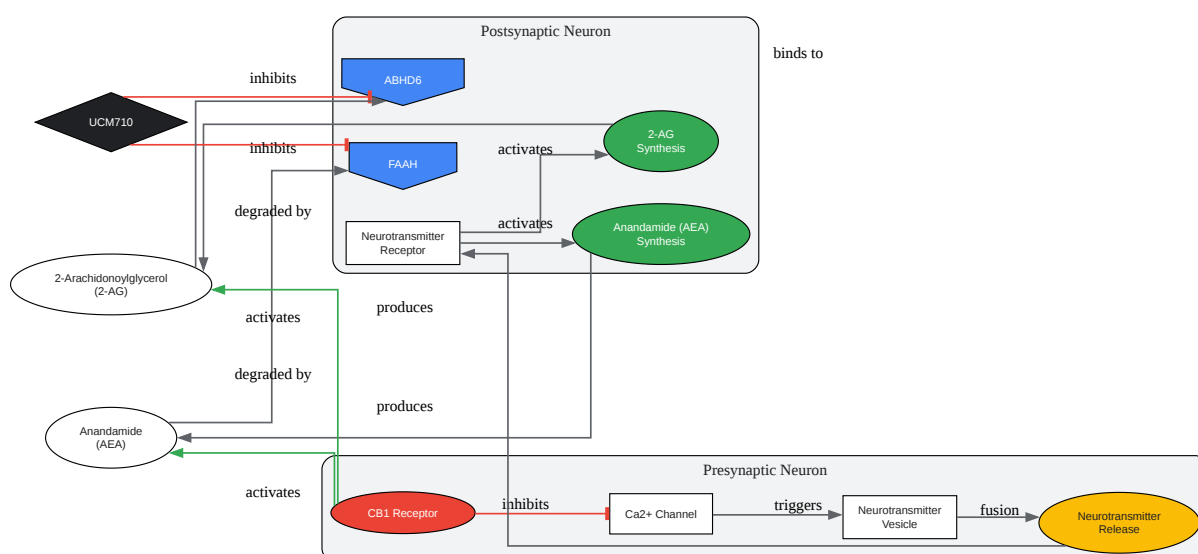 Postsynaptic Neuron
binds to
inhibits
ABHD6
UCM710
2-AG
Synthesis
inhibits
activates
FAAH
degraded by
activates
Neurotransmitter
Receptor
Anandamide (AEA)
Synthesis
2-Arachidonoylglycerol
(2-AG)
activates
produces
degraded by
produces
Anandamide
(AEA)
Presynaptic Neuron
activates
CB1 Receptor
inhibits
Ca2+ Channel
triggers
Neurotransmitter
Vesicle
fusion
Neurotransmitter
Release